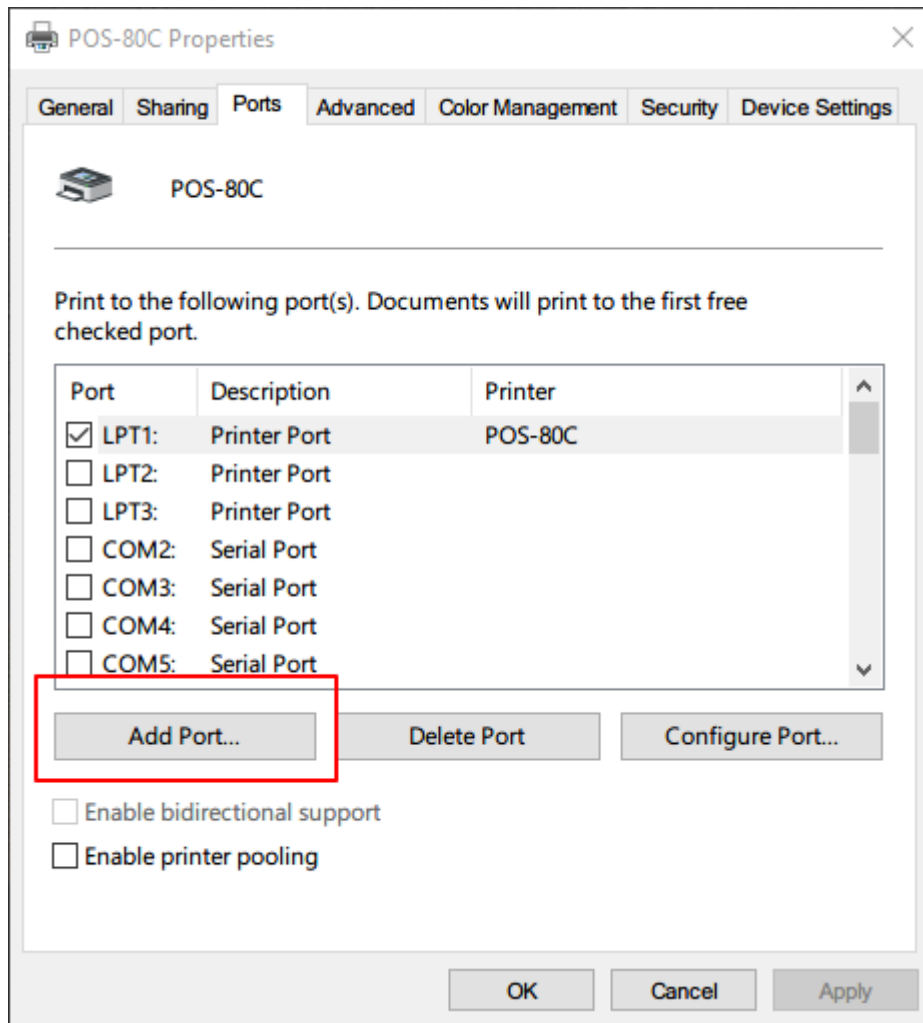 POS-80C Properties
General Sharing Ports Advanced Color Management Security Device Settings
POS-80C
Print to the following port(s). Documents will print to the first free
checked port.
Port Description Printer
LPT1: Printer Port POS-80C
LPT2: Printer Port
LPT3: Printer Port
COM2: Serial Port
COM3: Serial Port
COM4: Serial Port
COM5: Serial Port
Add Port... Delete Port Configure Port...
Enable bidirectional support
Enable printer pooling
OK Cancel Apply